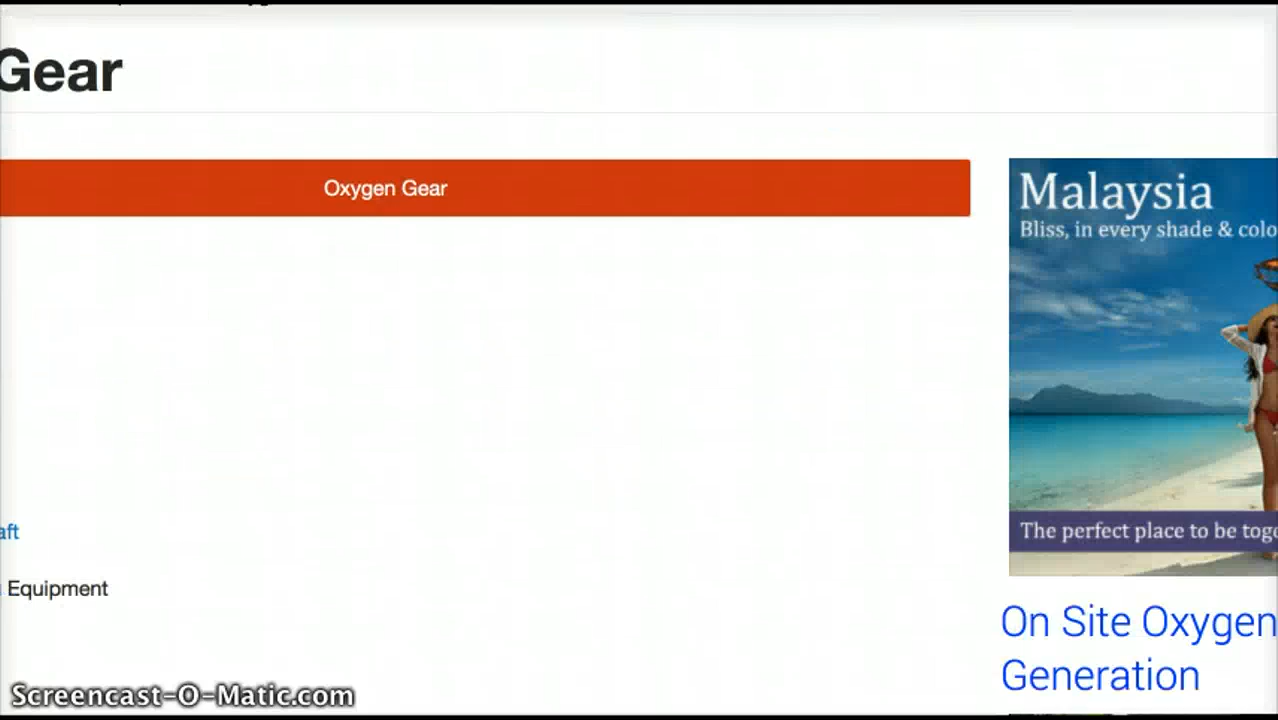 Gear
Oxygen Gear
Malaysia
Bliss, in every shade & colo
The perfect place to be toge
aft
Equipment
On Site Oxygen
Generation
Screencast-O-Matic.com